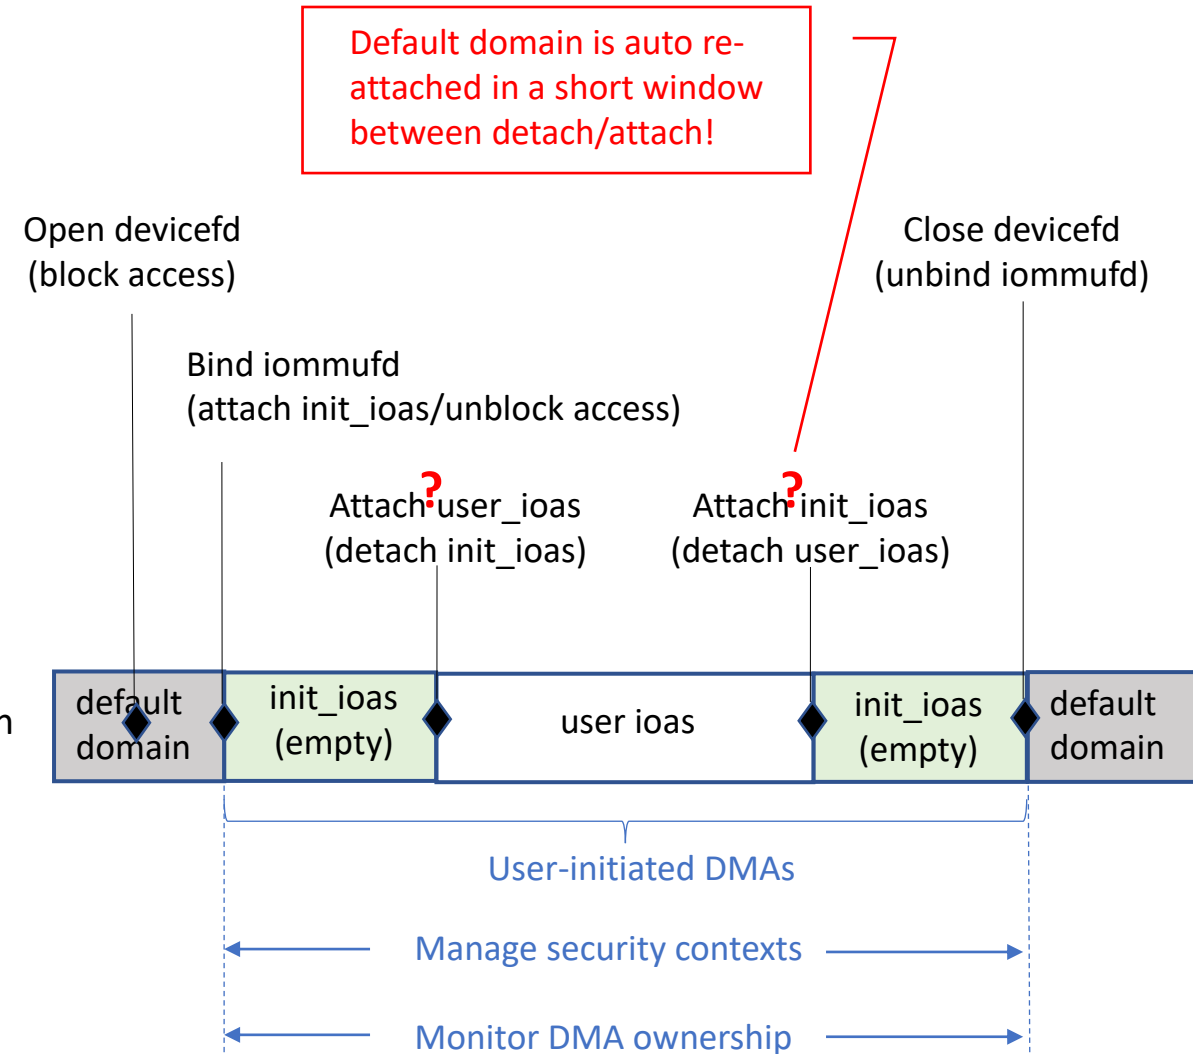 Default domain is auto re-
attached in a short window
between detach/attach!
Open devicefd
(block access)
Close devicefd
(unbind iommufd)
Bind iommufd
(attach init_ioas/unblock access)
?
Attach user_ioas
(detach init_ioas)
?
Attach init_ioas
(detach user_ioas)
n
default
domain
init_ioas
(empty)
user ioas
init_ioas
(empty)
default
domain
User-initiated DMAs
Manage security contexts
Monitor DMA ownership